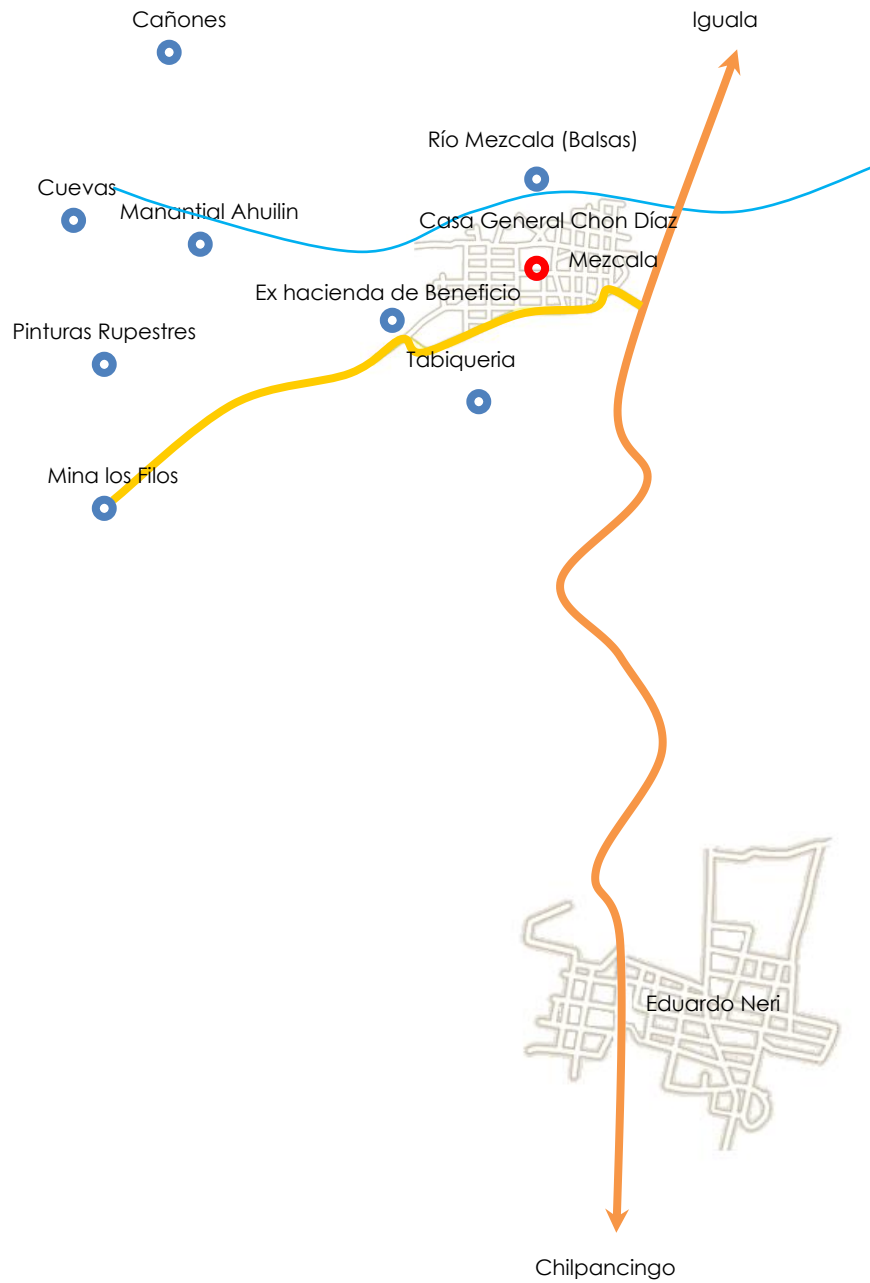 Cañones
Iguala
Río Mezcala (Balsas)
Cuevas
Manantial Ahuilin
Casa General Chon Díaz
Mezcala
Ex hacienda de Beneficio
Pinturas Rupestres
Tabiqueria
Mina los Filos
Eduardo Neri
Chilpancingo